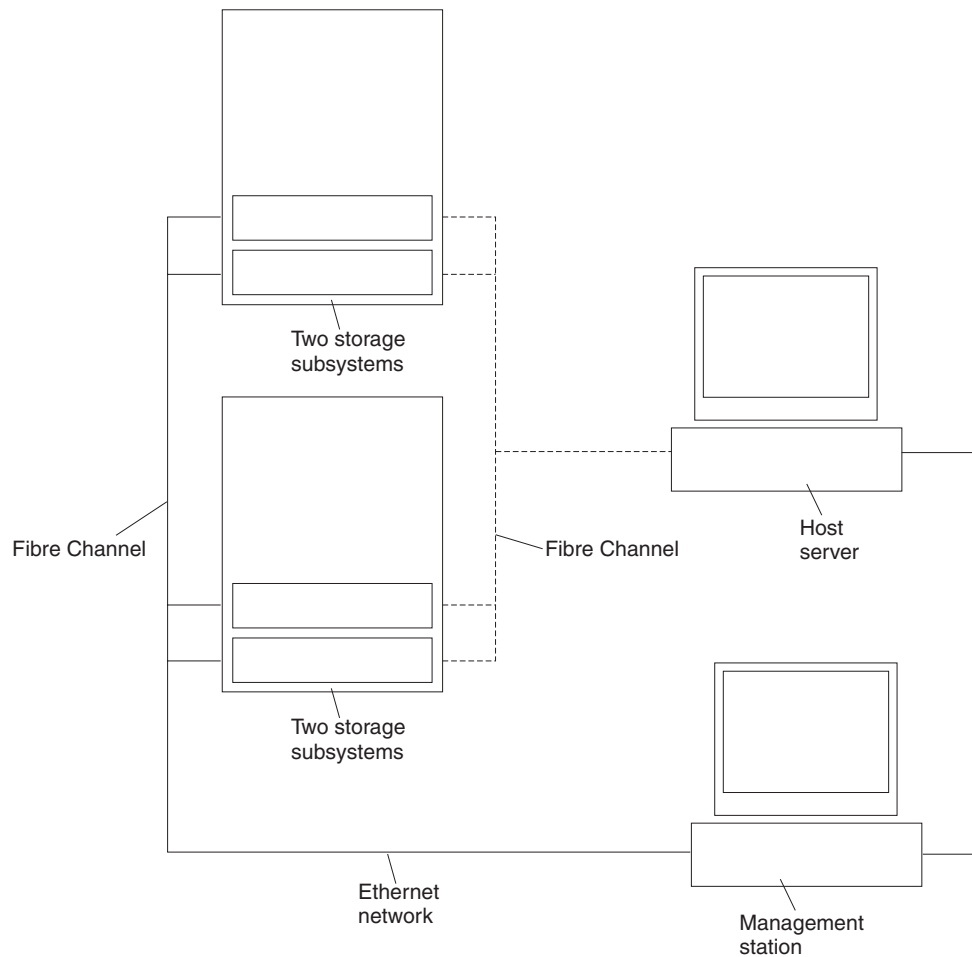 Two storage
subsystems
Fibre Channel
Fibre Channel
Host
server
Two storage
subsystems
Ethernet
network
Management
station